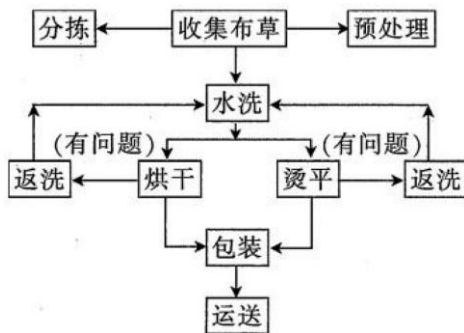 分拣 收集布草 预处理
水洗
(有问题) (有问题)
返洗 烘干 烫平 返洗
包装
运送